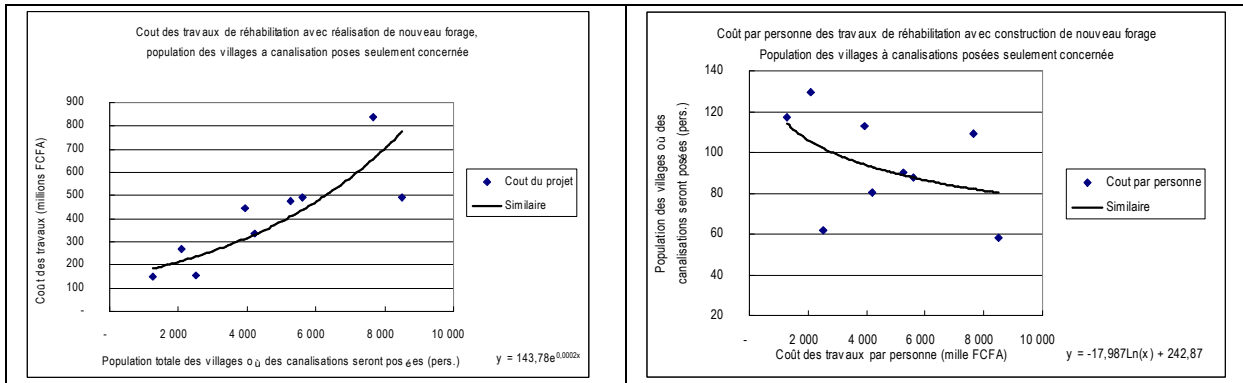 Cout des travaux de réhabilitation avec réalisation de nouveau forage,
population des villages a canalisation poses seulement concernée
Coût des travaux (millions FCFA)
900
800
700
600
500
400
300
200
100
-
- 2 000 4 000 6 000 8 000 10 000
Population totale des villages où des canalisations seront posées (pers.)
y = 143,78e^0,0002x
Cout du projet
Similaire
Coût par personne des travaux de réhabilitation avec construction de nouveau forage
Population des villages à canalisations posées seulement concernée
Population des villages où des
canalisations seront posées (pers.)
140
120
100
80
60
40
20
- 2 000 4 000 6 000 8 000 10 000
Coût des travaux par personne (mille FCFA)
y = -17,987Ln(x) + 242,87
Cout par personne
Similaire